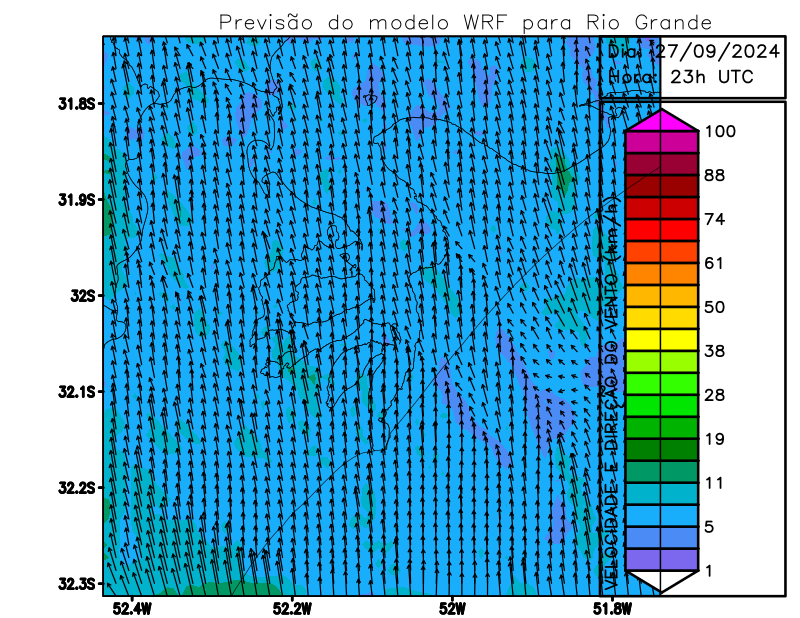 Previsão do modelo WRF para Rio Grande
Dia: 27/09/2024
Hora: 23h UTC
31.8S
31.9S
32S
32.1S
32.2S
32.3S
52.4W
52.2W
52W
51.8W
VELOCIDADE E DIREÇÃO DO VENTO (km/h)
100
88
74
61
50
38
28
19
11
5
1